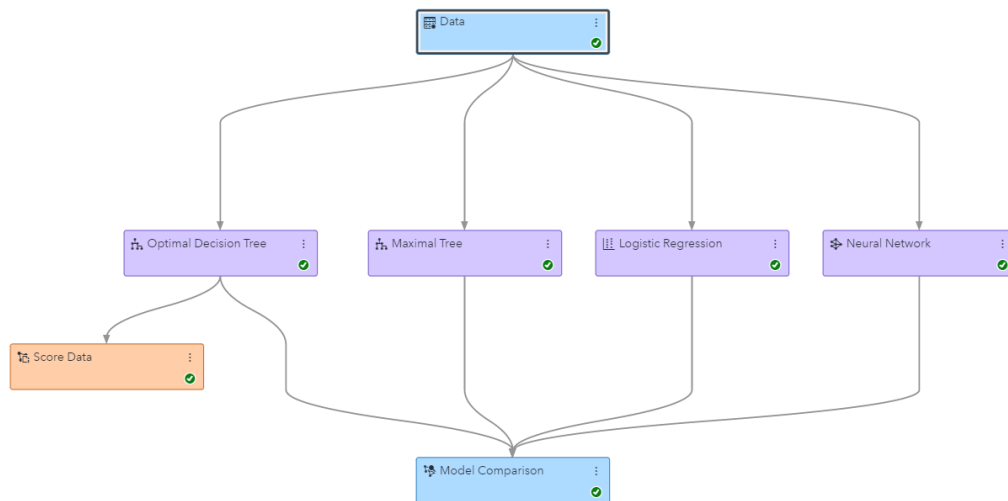 Data
Optimal Decision Tree
Maximal Tree
Logistic Regression
Neural Network
Score Data
Model Comparison